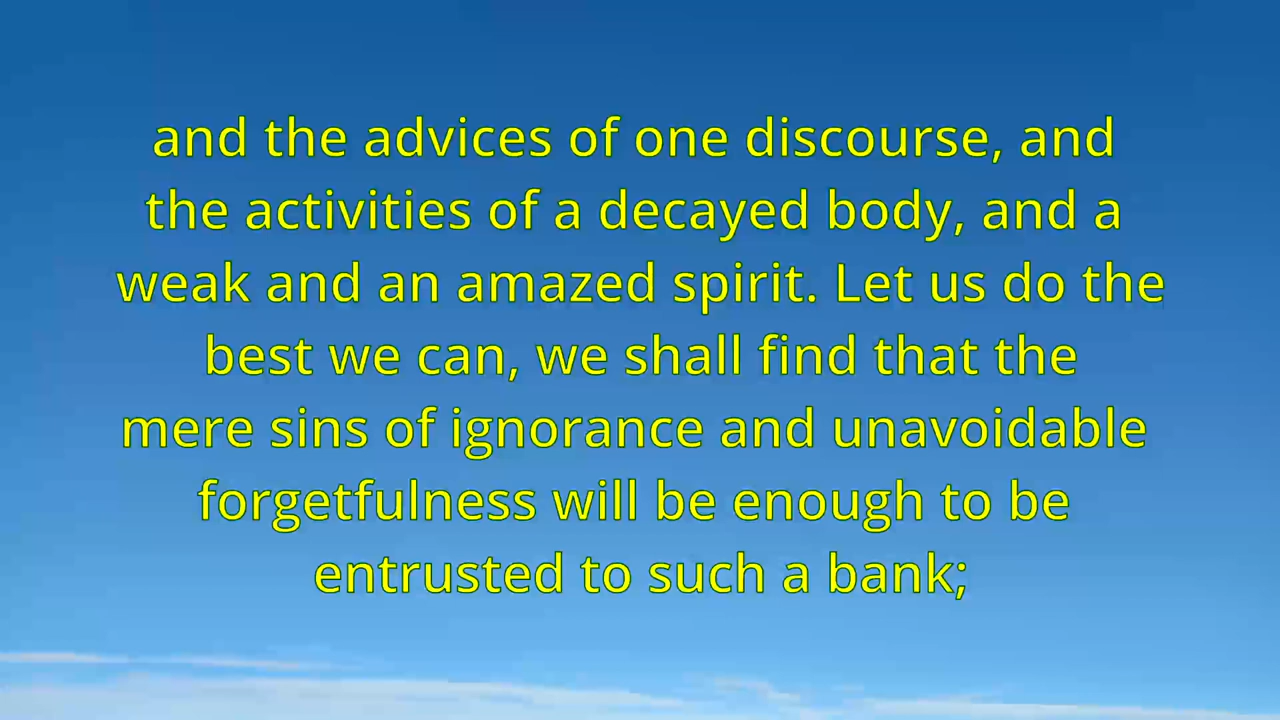 and the advices of one discourse, and
the activities of a decayed body, and a
weak and an amazed spirit. Let us do the
best we can, we shall find that the
mere sins of ignorance and unavoidable
forgetfulness will be enough to be
entrusted to such a bank;